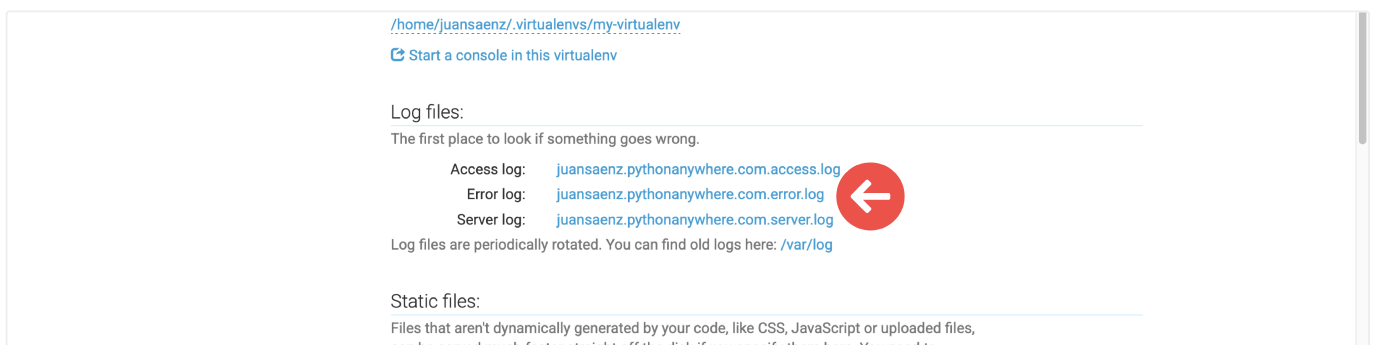 /home/juansaenz/.virtualenvs/my-virtualenv
Start a console in this virtualenv
Log files:
The first place to look if something goes wrong.
Access log: juansaenz.pythonanywhere.com.access.log
Error log: juansaenz.pythonanywhere.com.error.log
Server log: juansaenz.pythonanywhere.com.server.log
Log files are periodically rotated. You can find old logs here: /var/log
Static files:
Files that aren't dynamically generated by your code, like CSS, JavaScript or uploaded files,